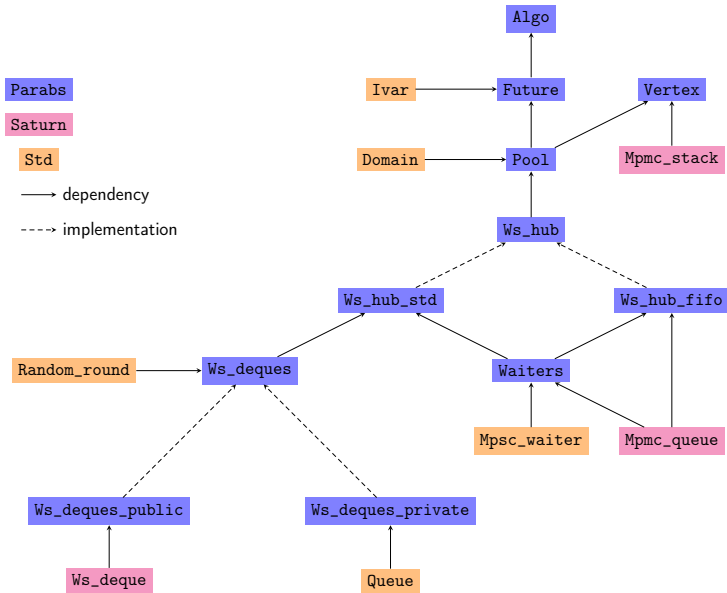 Algo
Parabs
Ivar
Future
Vertex
Saturn
Std
Domain
Pool
Mpmc_stack
dependency
implementation
Ws_hub
Ws_hub_std
Ws_hub_fifo
Random_round
Ws_deques
Waiters
Mpsc_waiter
Mpmc_queue
Ws_deques_public
Ws_deques_private
Ws_deque
Queue